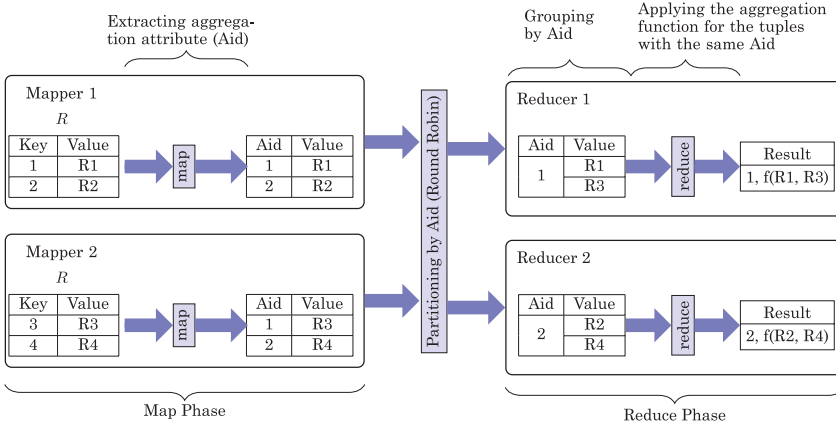 Extracting aggrega-
tion attribute (Aid)
Grouping
by Aid
Applying the aggregation
function for the tuples
with the same Aid
Mapper 1
R
Key Value
1 R1
2 R2
map
Aid Value
1 R1
2 R2
Mapper 2
R
Key Value
3 R3
4 R4
map
Aid Value
1 R3
2 R4
Map Phase
Partitioning by Aid (Round Robin)
Reducer 1
Aid Value
1
R1
R3
reduce
Result
1, f(R1, R3)
Reducer 2
Aid Value
2
R2
R4
reduce
Result
2, f(R2, R4)
Reduce Phase